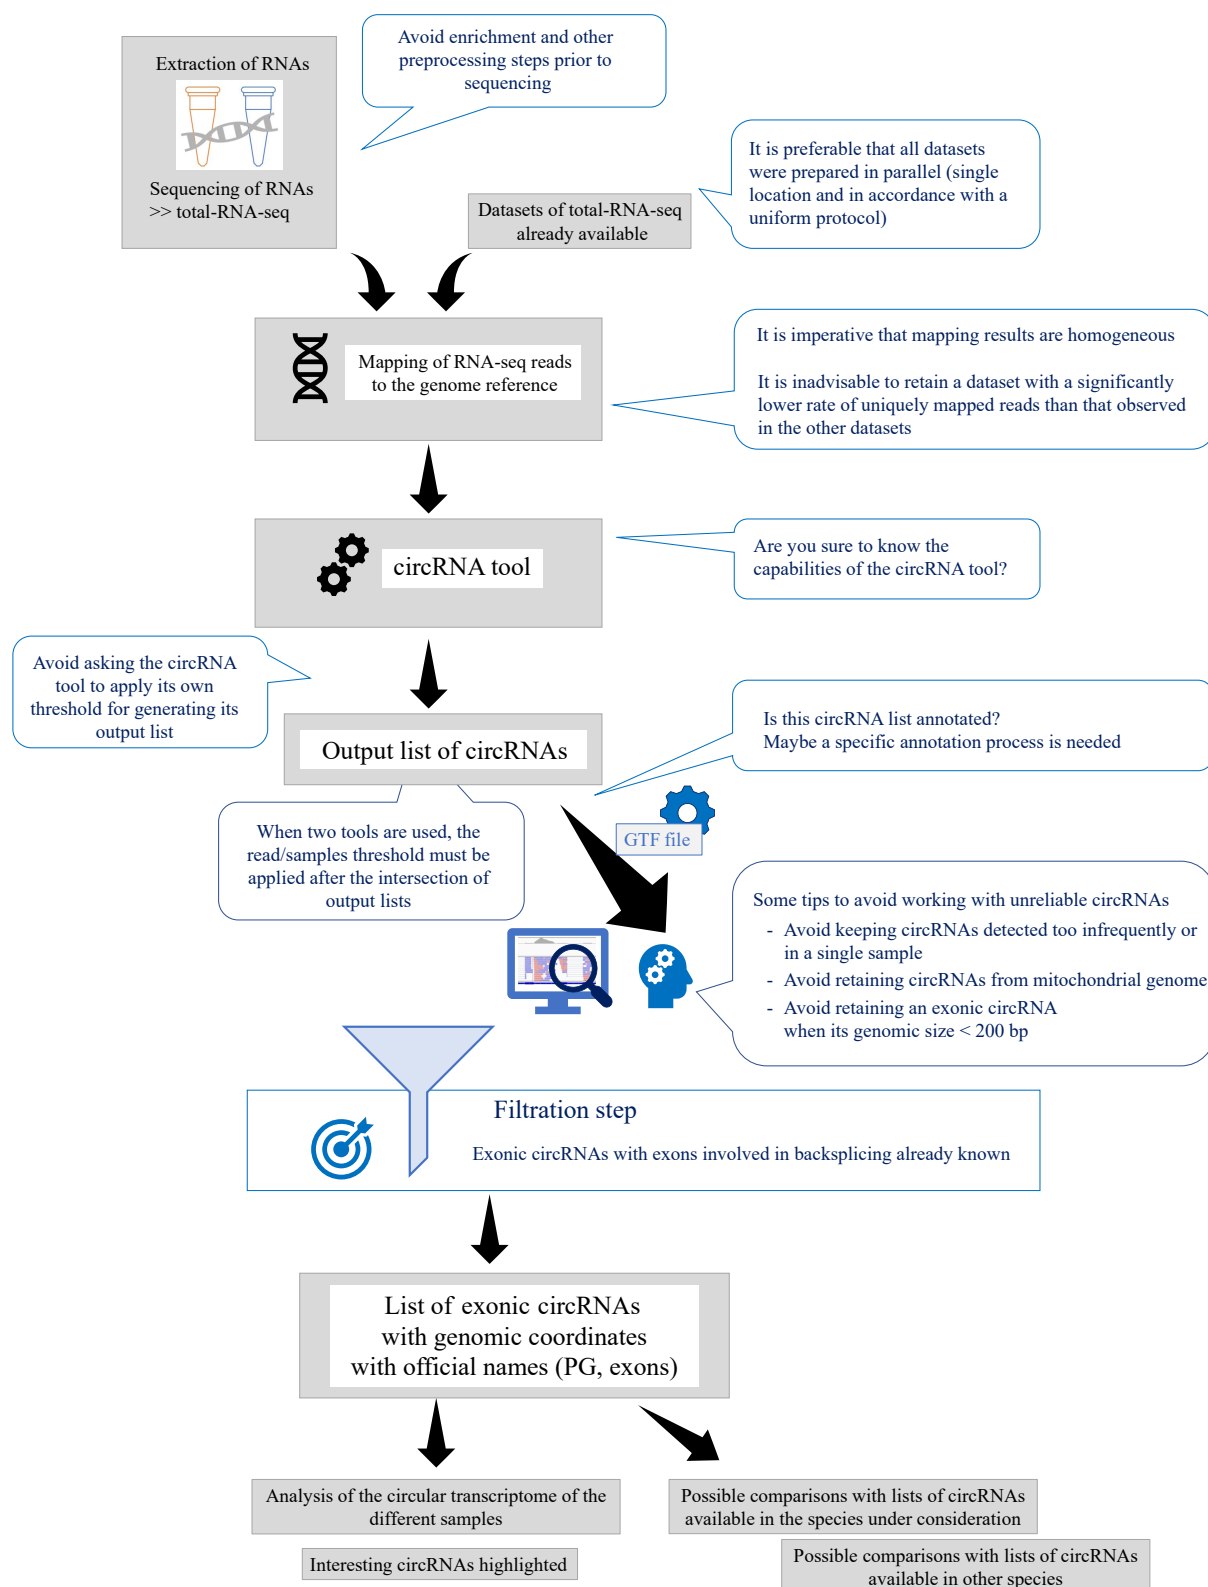 Extraction of RNAs
Sequencing of RNAs
>> total-RNA-seq
Avoid enrichment and other
preprocessing steps prior to
sequencing
It is preferable that all datasets
were prepared in parallel (single
location and in accordance with a
uniform protocol)
Datasets of total-RNA-seq
already available
Mapping of RNA-seq reads
to the genome reference
It is imperative that mapping results are homogeneous
It is inadvisable to retain a dataset with a significantly
lower rate of uniquely mapped reads than that observed
in the other datasets
circRNA tool
Are you sure to know the
capabilities of the circRNA tool?
Avoid asking the circRNA
tool to apply its own
threshold for generating its
output list
Output list of circRNAs
Is this circRNA list annotated?
Maybe a specific annotation process is needed
GTF file
When two tools are used, the
read/samples threshold must be
applied after the intersection of
output lists
Some tips to avoid working with unreliable circRNAs
- Avoid keeping circRNAs detected too infrequently or
in a single sample
- Avoid retaining circRNAs from mitochondrial genome
- Avoid retaining an exonic circRNA
when its genomic size < 200 bp
Filtration step
Exonic circRNAs with exons involved in backsplicing already known
List of exonic circRNAs
with genomic coordinates
with official names (PG, exons)
Analysis of the circular transcriptome of the
different samples
Interesting circRNAs highlighted
Possible comparisons with lists of circRNAs
available in the species under consideration
Possible comparisons with lists of circRNAs
available in other species